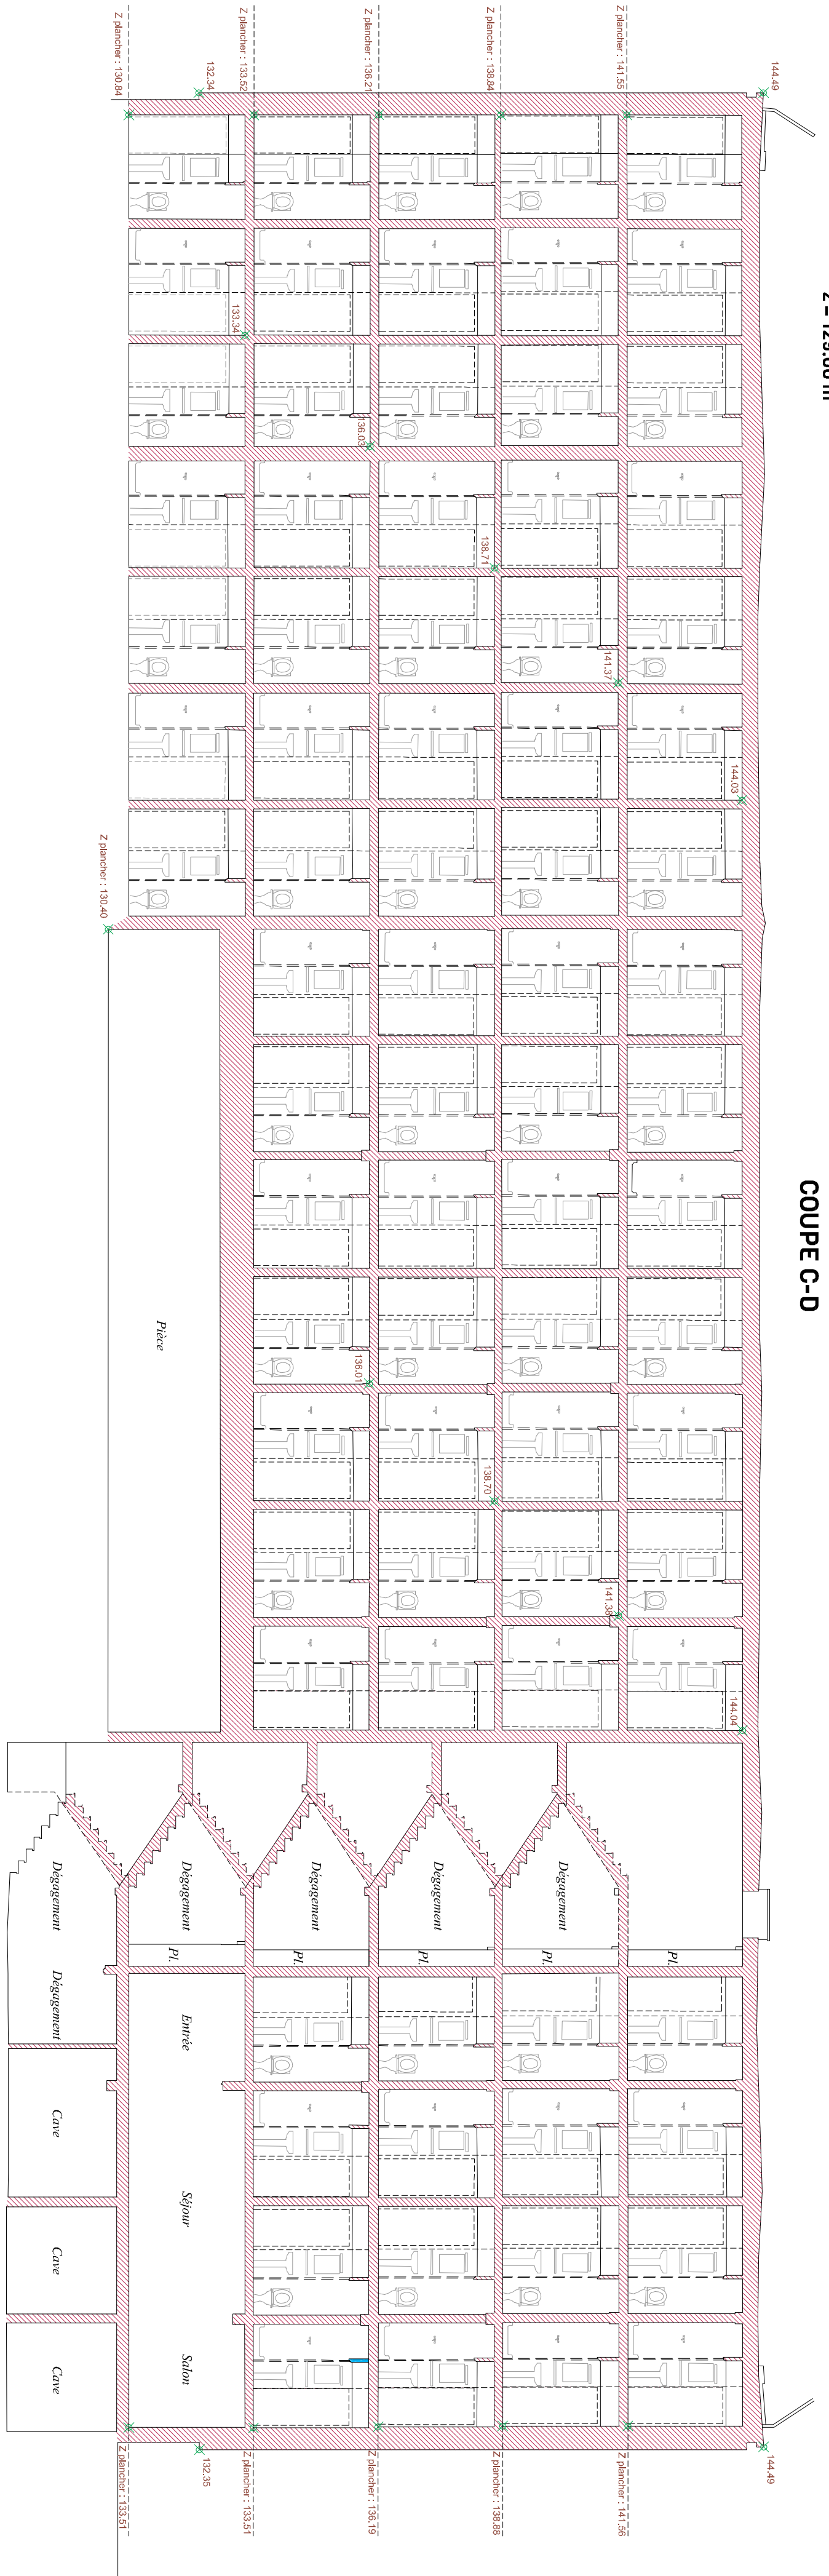 COUPE C-D
144.49
144.49
144.03
144.04
Pl.
Z plancher : 141.55
Z plancher : 141.56
141.37
141.38
Dégagement
Pl.
Z plancher : 138.84
Z plancher : 138.88
138.71
138.70
Dégagement
Pl.
Z plancher : 136.21
Z plancher : 136.19
136.03
136.01
Dégagement
Pl.
Z plancher : 133.52
Z plancher : 133.51
133.34
132.34
132.35
Dégagement
Pl.
Entrée
Séjour
Salon
Pièce
Z plancher : 130.84
Z plancher : 133.51
Z plancher : 130.40
Dégagement
Dégagement
Cave
Cave
Cave